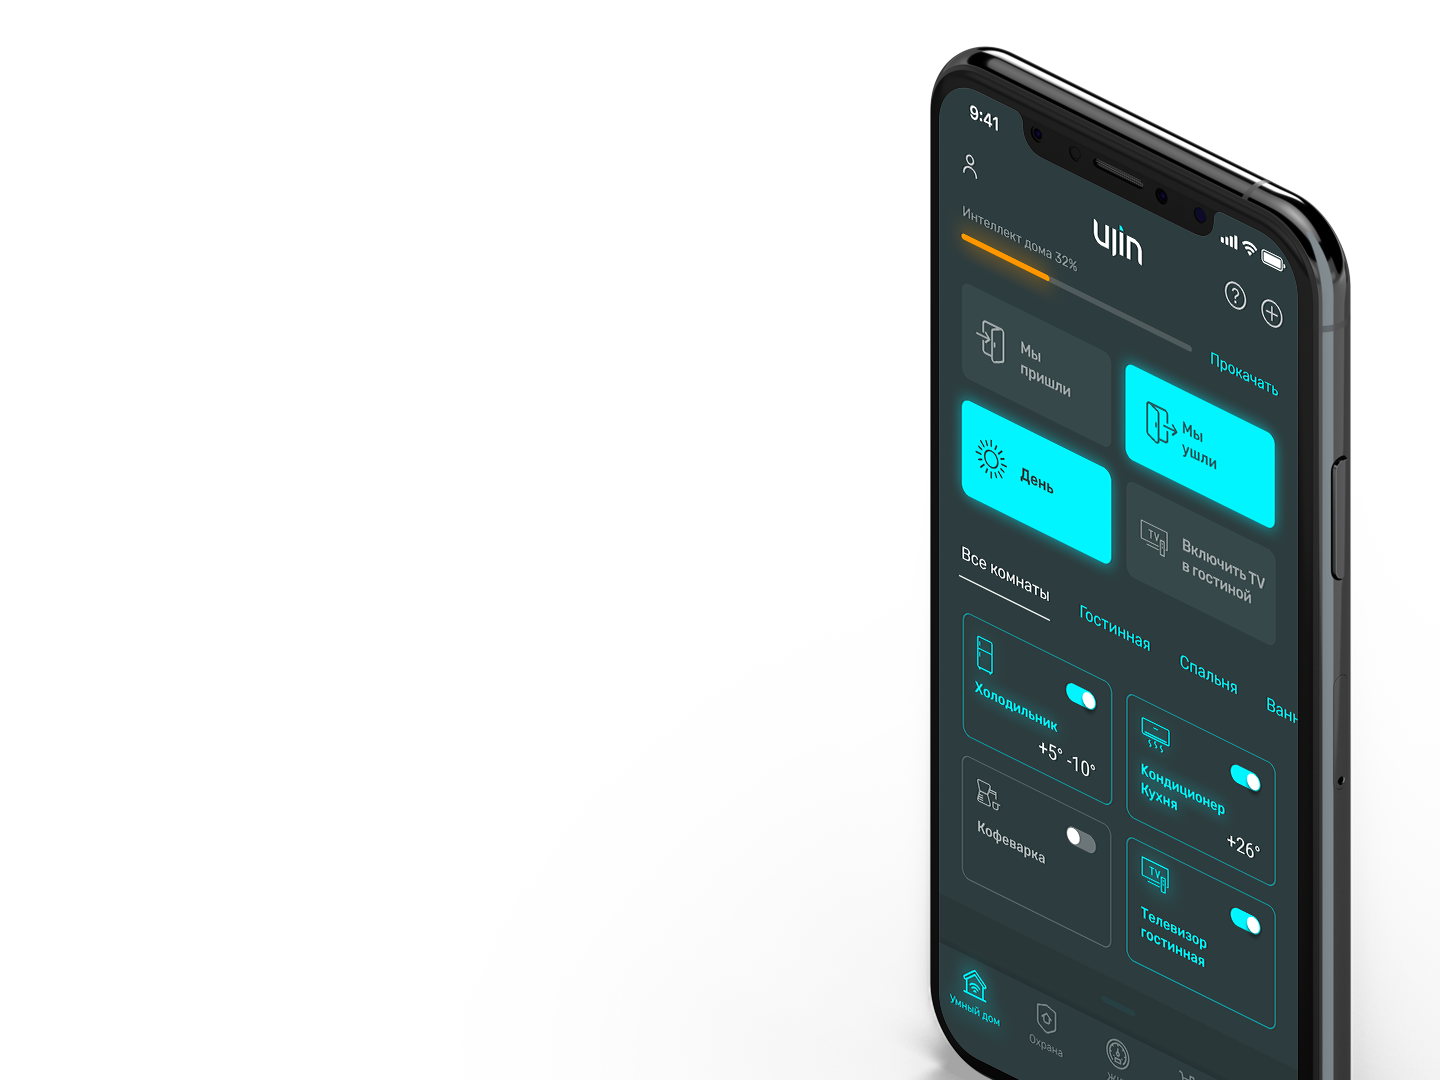 9:41
ujin
Интеллект дома 32%
Прокачать
Мы
пришли
Мы
ушли
День
TV
Включить TV
в гостиной
Все комнаты
Гостинная
Спальня
Ванн
Холодильник
+5° -10°
Кондиционер
Кухня
+26°
Кофеварка
TV
Телевизор
гостинная
Умный дом
Охрана